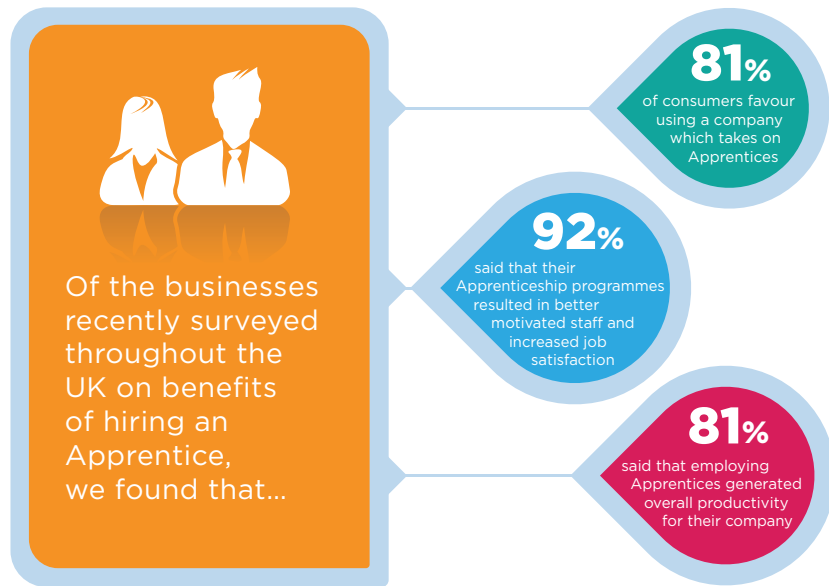 Of the businesses
recently surveyed
throughout the
UK on benefits
of hiring an
Apprentice,
we found that...
81%
of consumers favour
using a company
which takes on
Apprentices
92%
said that their
Apprenticeship programmes
resulted in better
motivated staff and
increased job
satisfaction
81%
said that employing
Apprentices generated
overall productivity
for their company